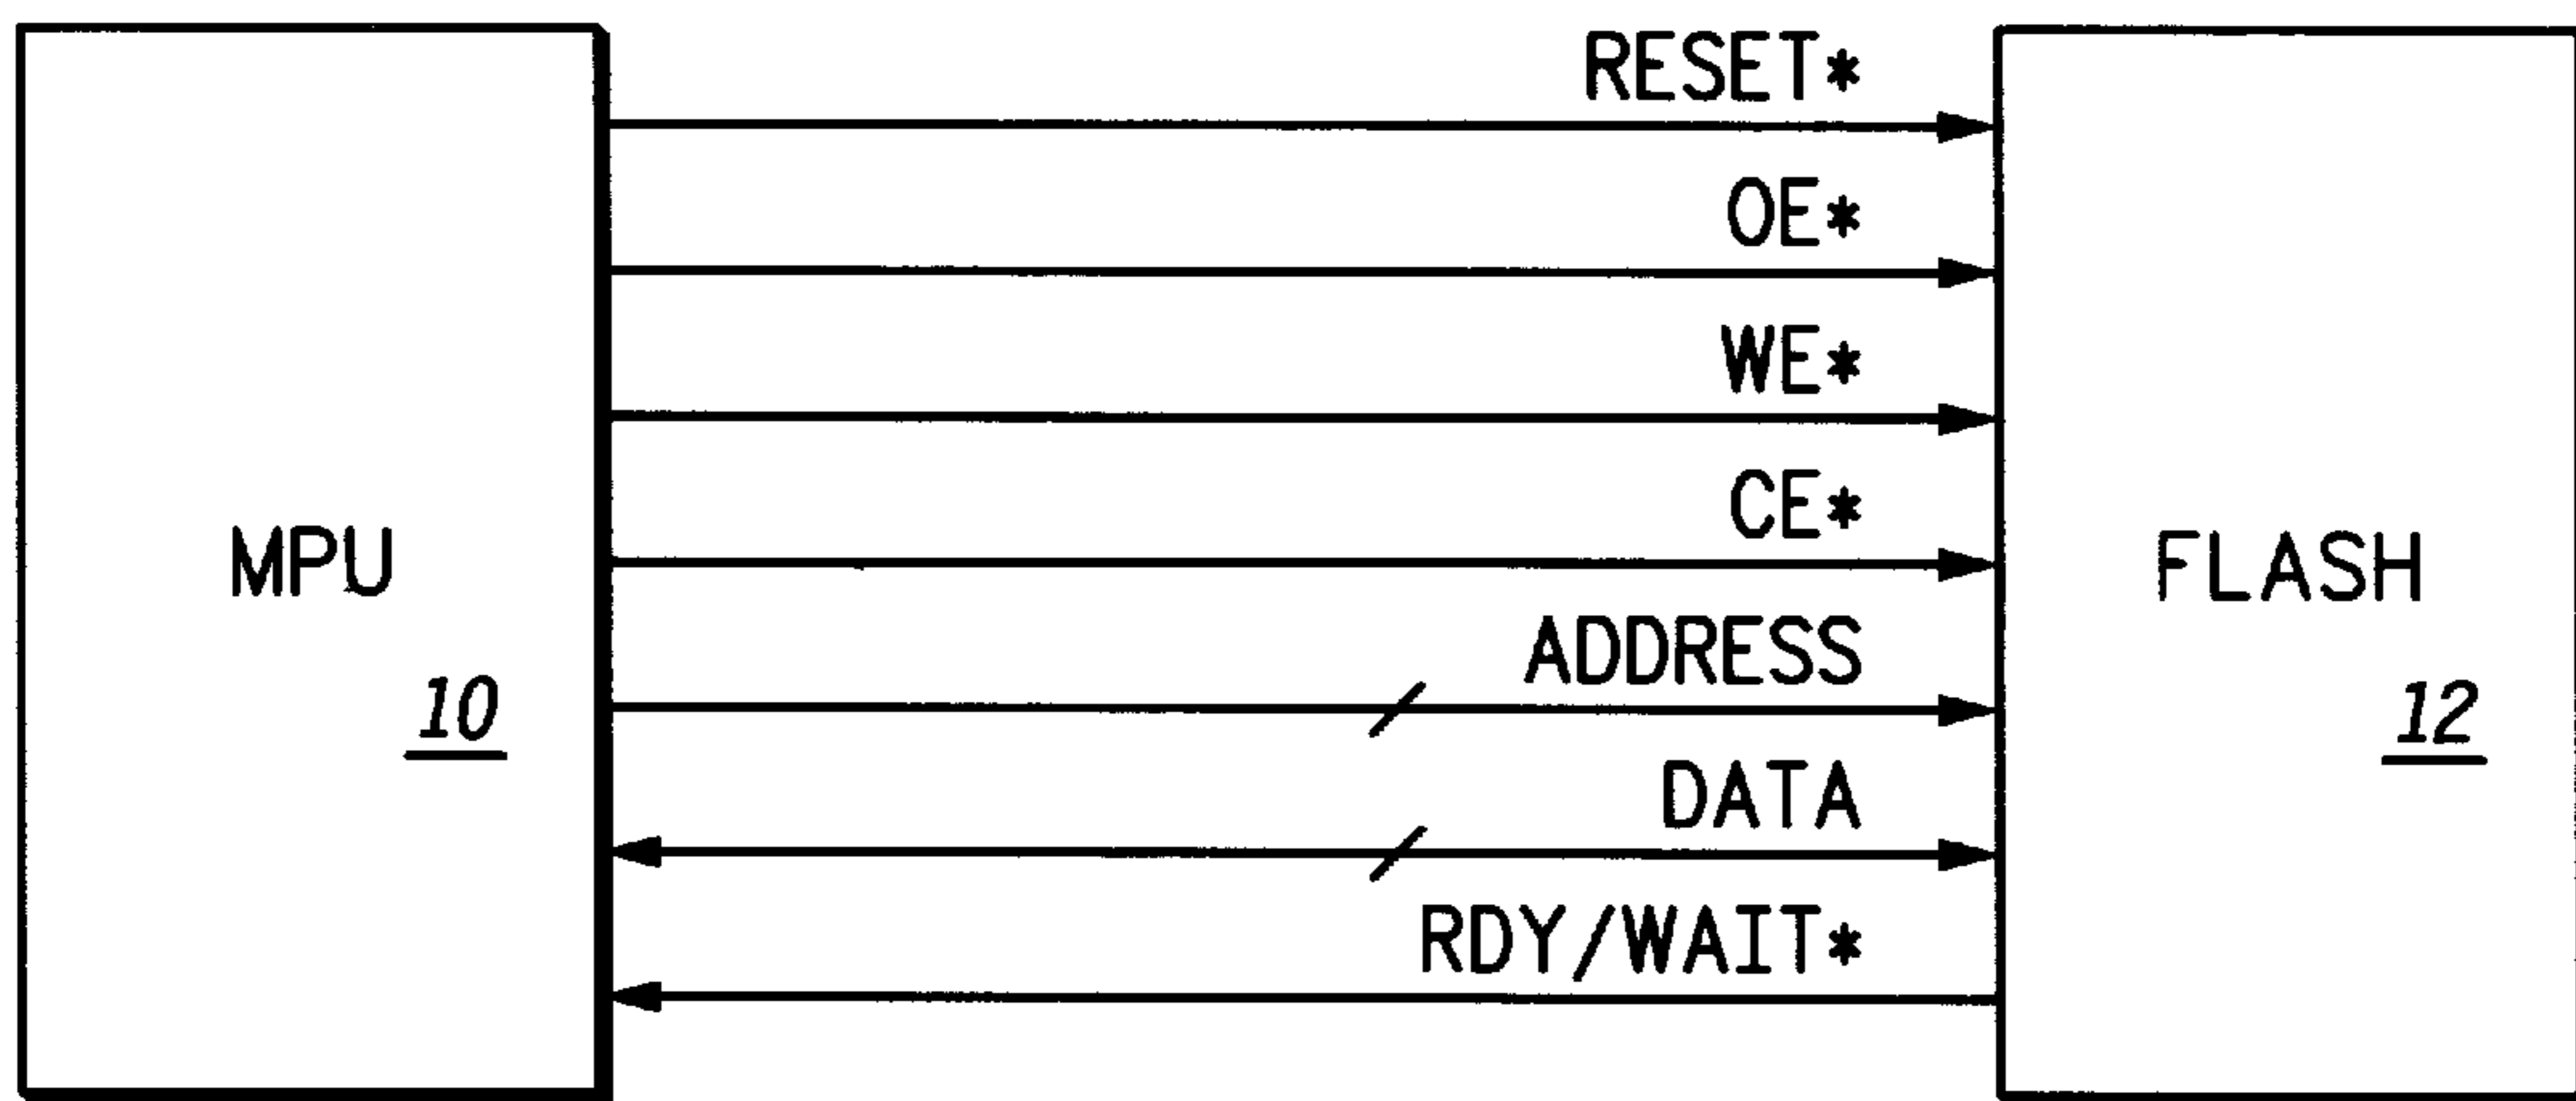 RESET*
OE*
WE*
CE*
MPU
FLASH
ADDRESS
10
12
DATA
RDY/WAIT*